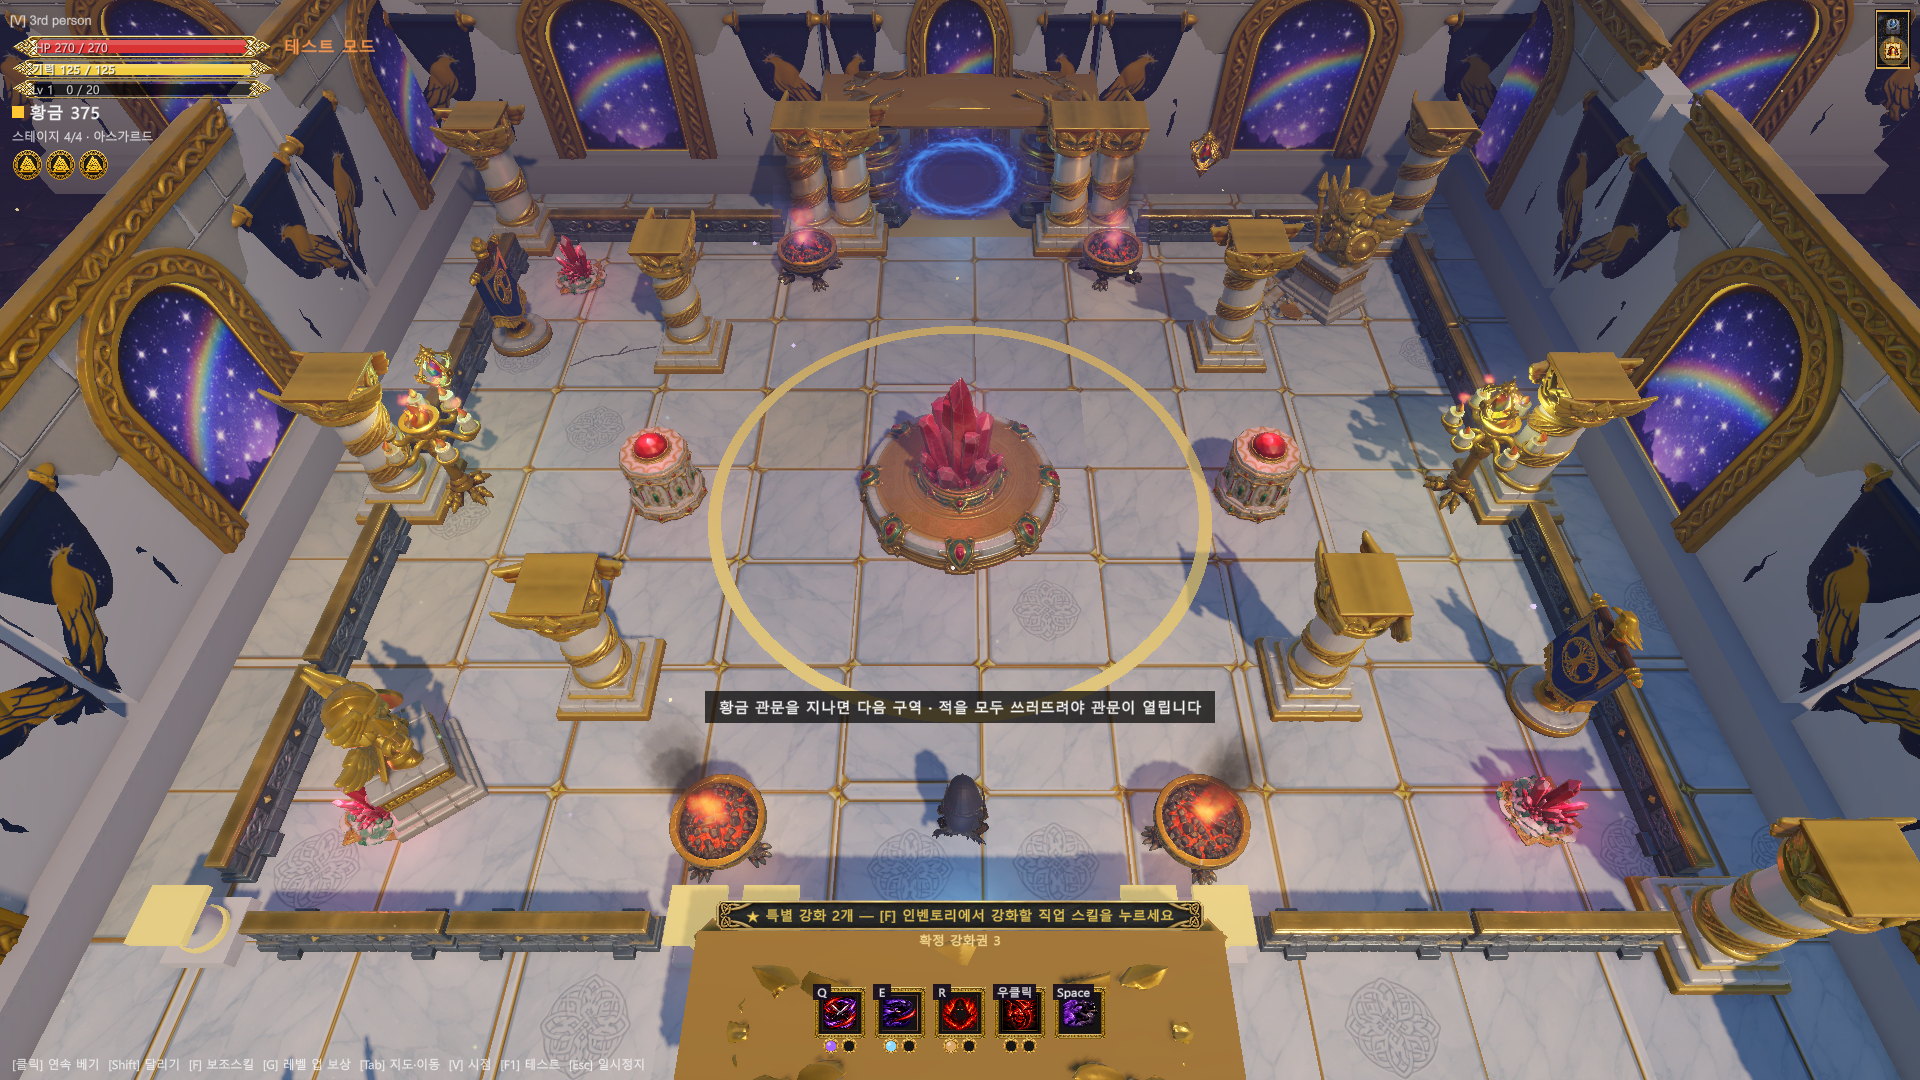 [V] 3rd person
HP 270 / 270
테스트 모드
기력 125 / 125
Lv 1 0 / 20
황금 375
스테이지 4/4 · 아스가르드
황금 관문을 지나면 다음 구역 · 적을 모두 쓰러뜨려야 관문이 열립니다
★ 특별 강화 2개 — [F] 인벤토리에서 강화할 직업 스킬을 누르세요
확정 강화권 3
Q E R 우클릭 Space
[클릭] 연속 베기 [Shift] 달리기 [F] 보조스킬 [G] 레벨 업 보상 [Tab] 지도·이동 [V] 시점 [F1] 테스트 [Esc] 일시정지